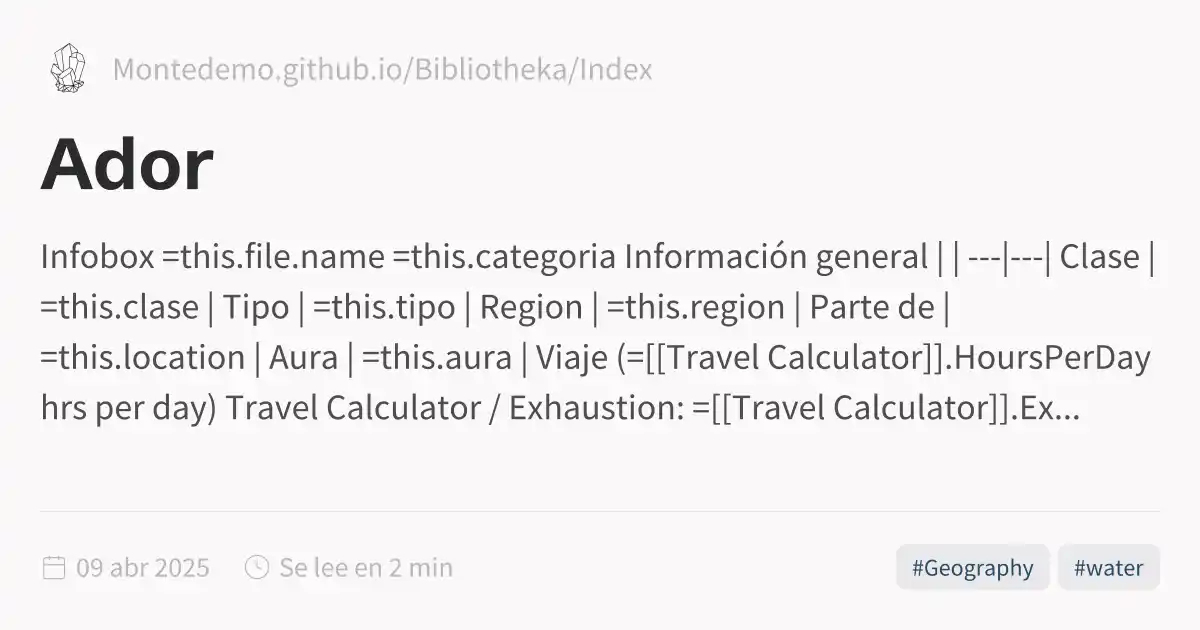 Montedemo.github.io/Bibliotheka/Index
Ador
Infobox =this.file.name =this.categoria Información general | | ---|---| Clase |
=this.clase | Tipo | =this.tipo | Region | =this.region | Parte de |
=this.location | Aura | =this.aura | Viaje (=[[Travel Calculator]].HoursPerDay
hrs per day) Travel Calculator / Exhaustion: =[[Travel Calculator]].Ex...
09 abr 2025 Se lee en 2 min #Geography #water